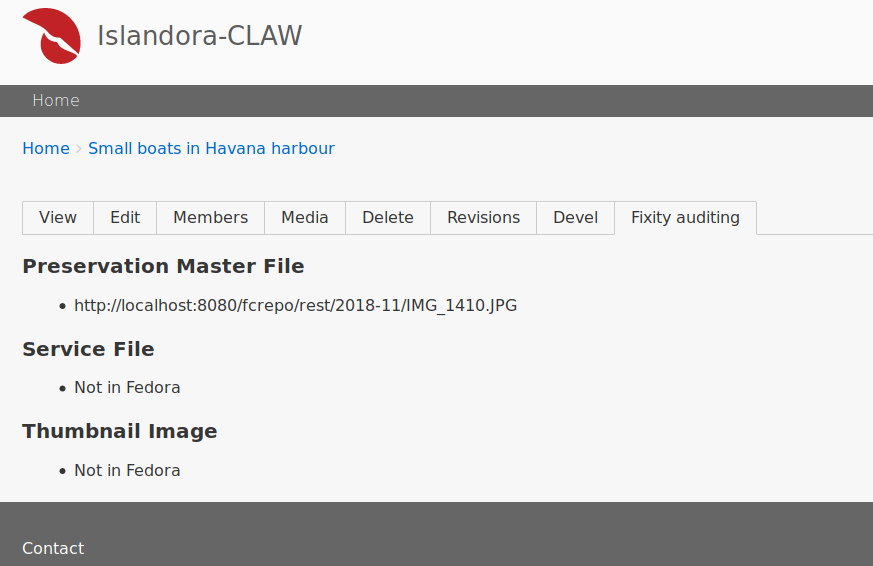 Islandora-CLAW
Home
Home › Small boats in Havana harbour
View Edit Members Media Delete Revisions Devel Fixity auditing
Preservation Master File
• http://localhost:8080/fcrepo/rest/2018-11/IMG_1410.JPG
Service File
• Not in Fedora
Thumbnail Image
• Not in Fedora
Contact